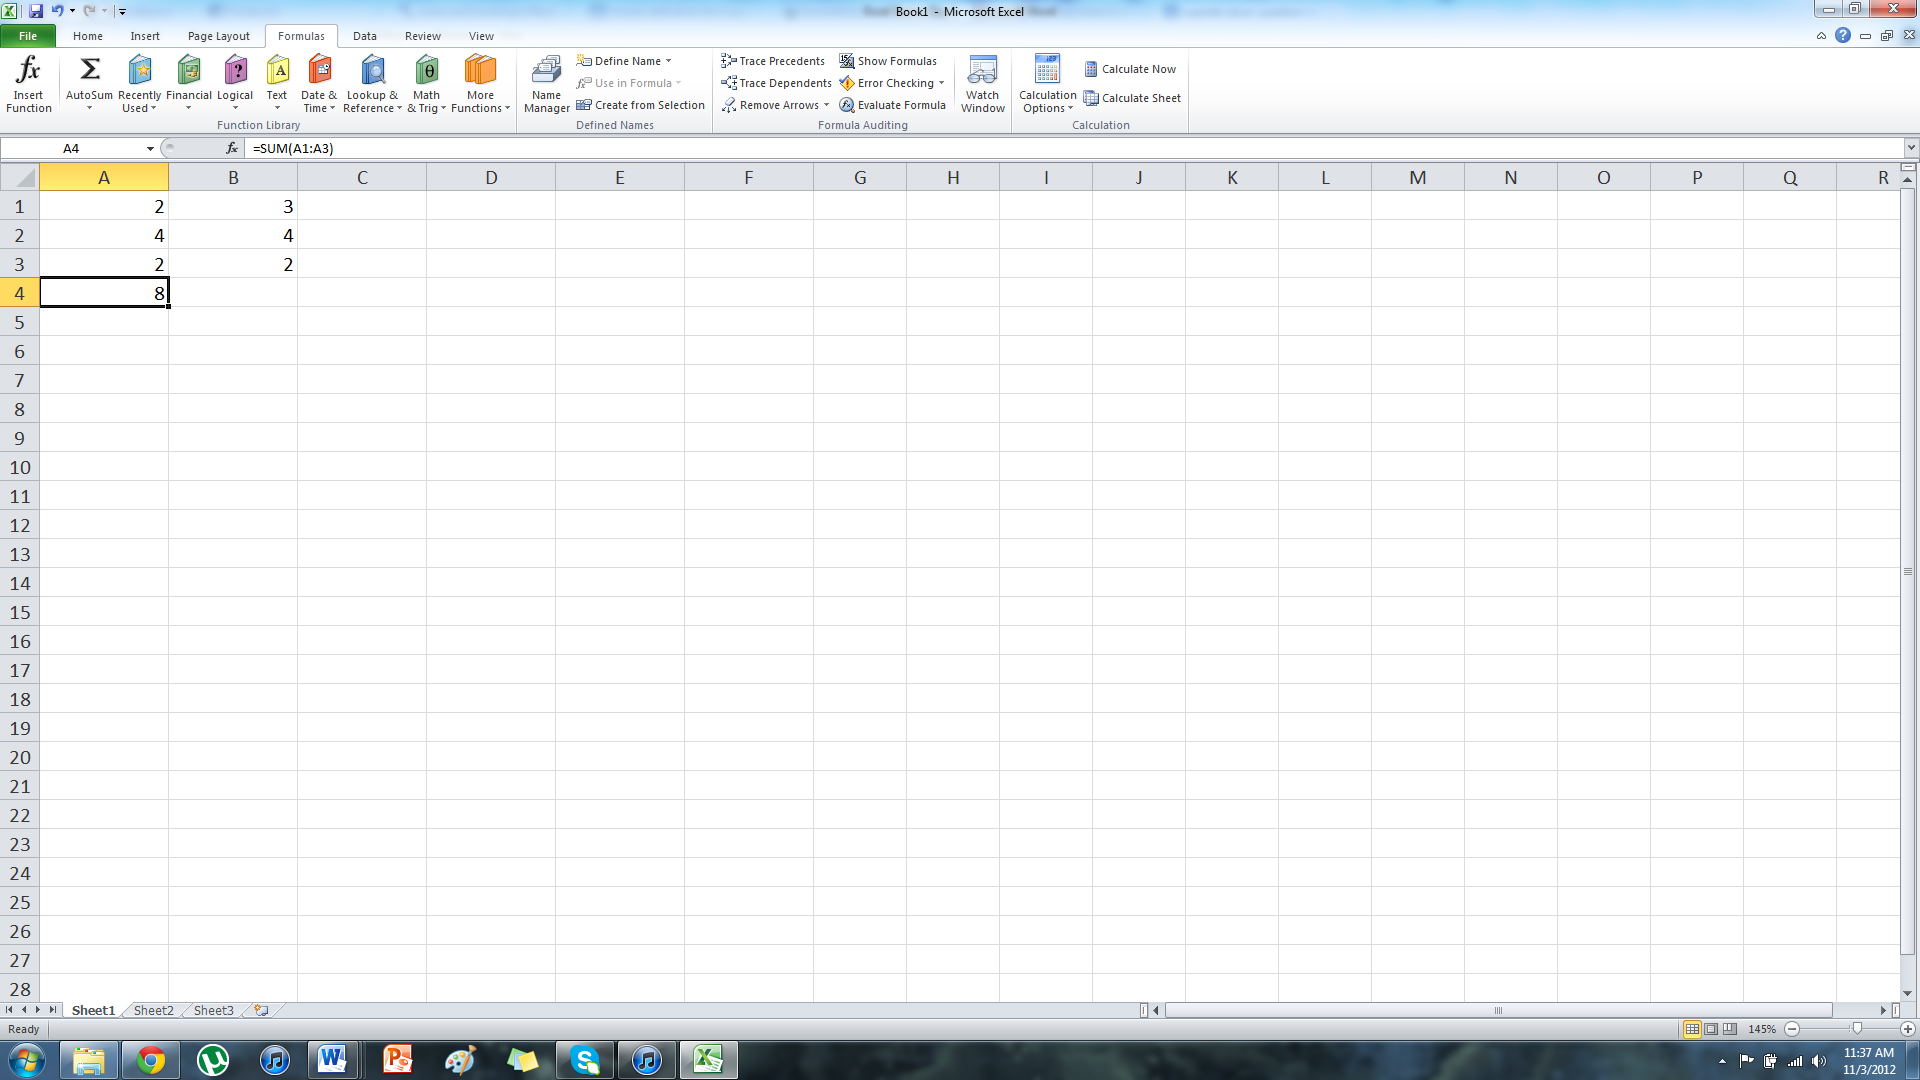 Book1 - Microsoft Excel
File Home Insert Page Layout Formulas Data Review View
Insert Function
AutoSum
Recently Used
Financial
Logical
Text
Date & Time
Lookup & Reference
Math & Trig
More Functions
Function Library
Name Manager
Define Name
Use in Formula
Create from Selection
Defined Names
Trace Precedents
Trace Dependents
Remove Arrows
Show Formulas
Error Checking
Evaluate Formula
Formula Auditing
Watch Window
Calculation Options
Calculate Now
Calculate Sheet
Calculation
A4 fx =SUM(A1:A3)
A B C D E F G H I J K L M N O P Q R
1 2 3
2 4 4
3 2 2
4 8
5
6
7
8
9
10
11
12
13
14
15
16
17
18
19
20
21
22
23
24
25
26
27
28
Sheet1 Sheet2 Sheet3
Ready 145%
11:37 AM
11/3/2012